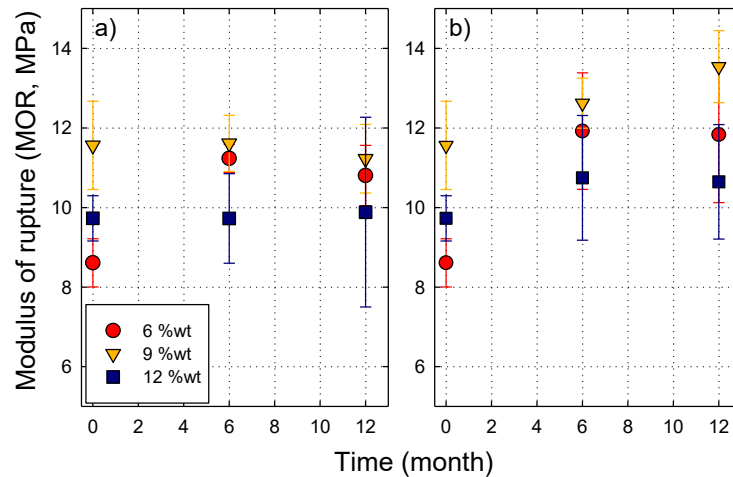 a)
b)
Modulus of rupture (MOR, MPa)
14
12
10
8
6
6 %wt
9 %wt
12 %wt
0 2 4 6 8 10 12
14
12
10
8
6
0 2 4 6 8 10 12
Time (month)